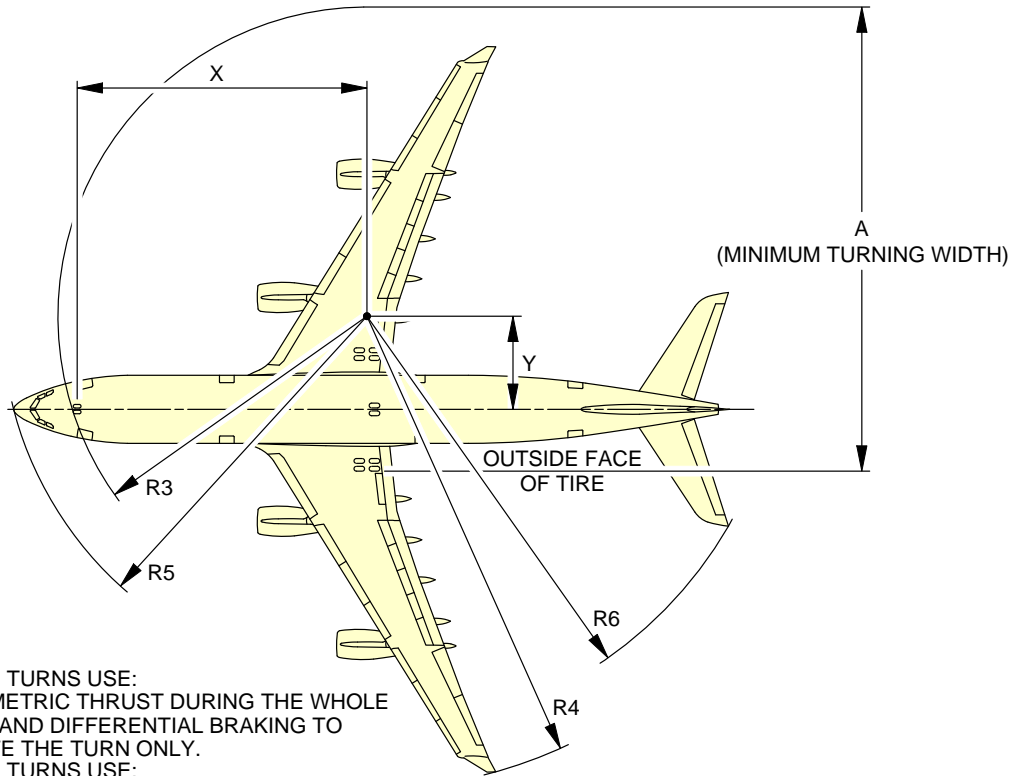 X
A
(MINIMUM TURNING WIDTH)
Y
OUTSIDE FACE
OF TIRE
R3
R5
R6
R4
TURNS USE:
METRIC THRUST DURING THE WHOLE
AND DIFFERENTIAL BRAKING TO
E THE TURN ONLY.
TURNS USE: